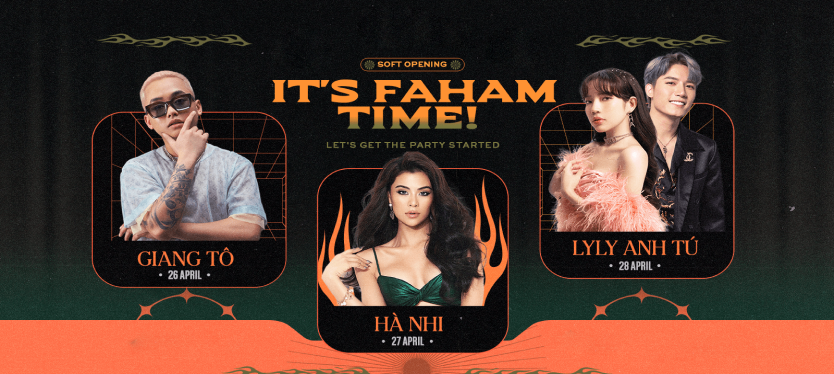 SOFT OPENING
IT'S FAHAM
TIME!
LET'S GET THE PARTY STARTED
GIANG TÔ
• 26 APRIL •
HÀ NHI
• 27 APRIL •
LYLY ANH TÚ
• 28 APRIL •